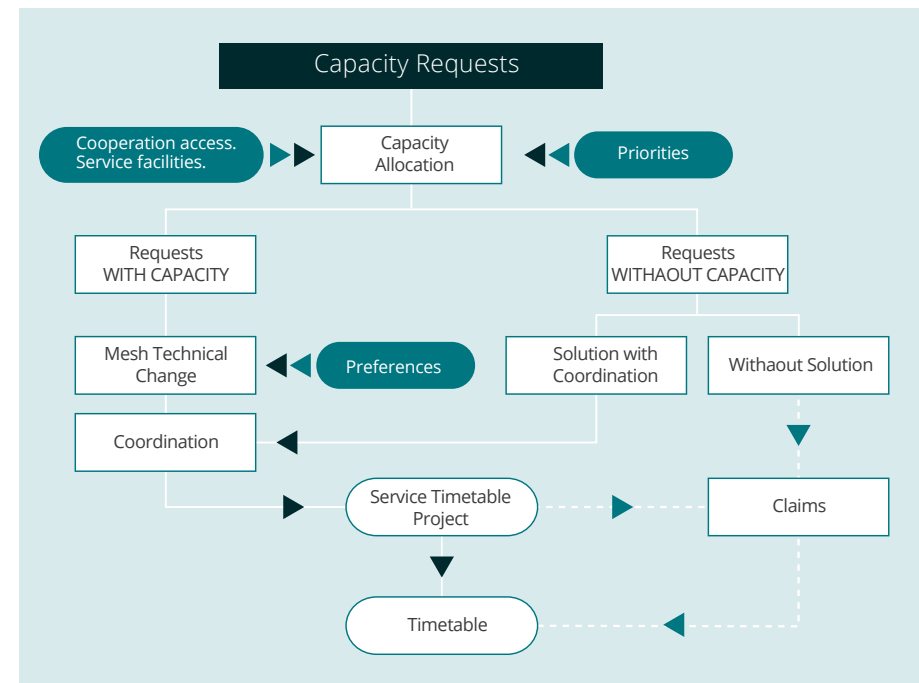 Capacity Requests
Cooperation access.
Service facilities.
Capacity
Allocation
Priorities
Requests
WITH CAPACITY
Requests
WITHAOUT CAPACITY
Mesh Technical
Change
Preferences
Solution with
Coordination
Withaout Solution
Coordination
Service Timetable
Project
Claims
Timetable